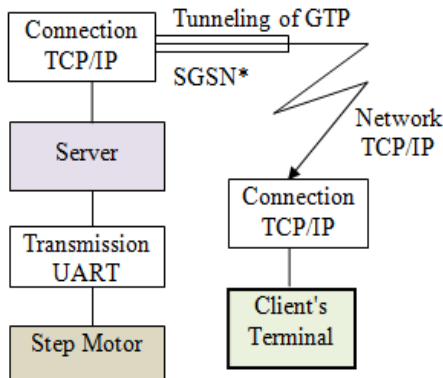 Connection
TCP/IP
Tunneling of GTP
SGSN*
Network
TCP/IP
Server
Connection
TCP/IP
Transmission
UART
Client's
Terminal
Step Motor